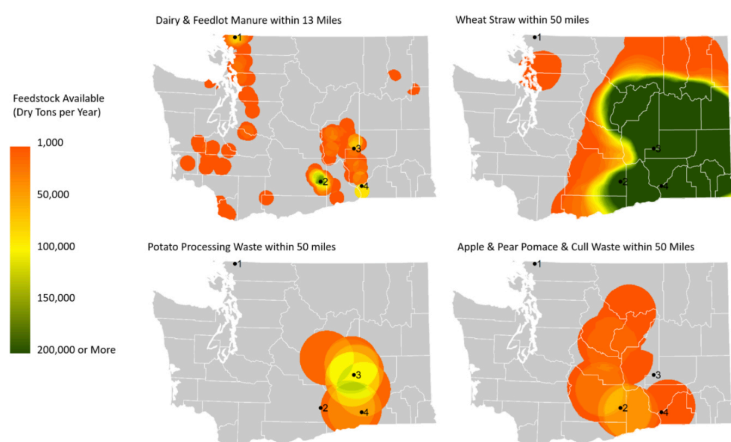 Dairy & Feedlot Manure within 13 Miles
Wheat Straw within 50 miles
1
2
3
4
1
2
3
4
Feedstock Available
(Dry Tons per Year)
1,000
50,000
100,000
150,000
200,000 or More
Potato Processing Waste within 50 miles
Apple & Pear Pomace & Cull Waste within 50 Miles
1
2
3
4
1
2
3
4